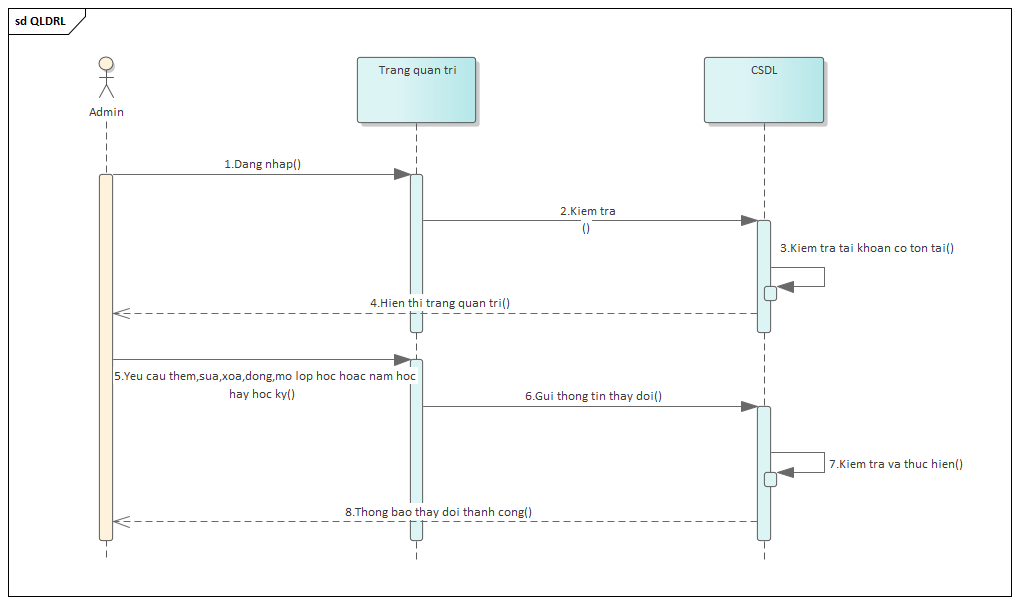 sd QLDRL
Admin
Trang quan tri
CSDL
1.Dang nhap()
2.Kiem tra
()
3.Kiem tra tai khoan co ton tai()
4.Hien thi trang quan tri()
5.Yeu cau them,sua,xoa,dong,mo lop hoc hoac nam hoc
hay hoc ky()
6.Gui thong tin thay doi()
7.Kiem tra va thuc hien()
8.Thong bao thay doi thanh cong()